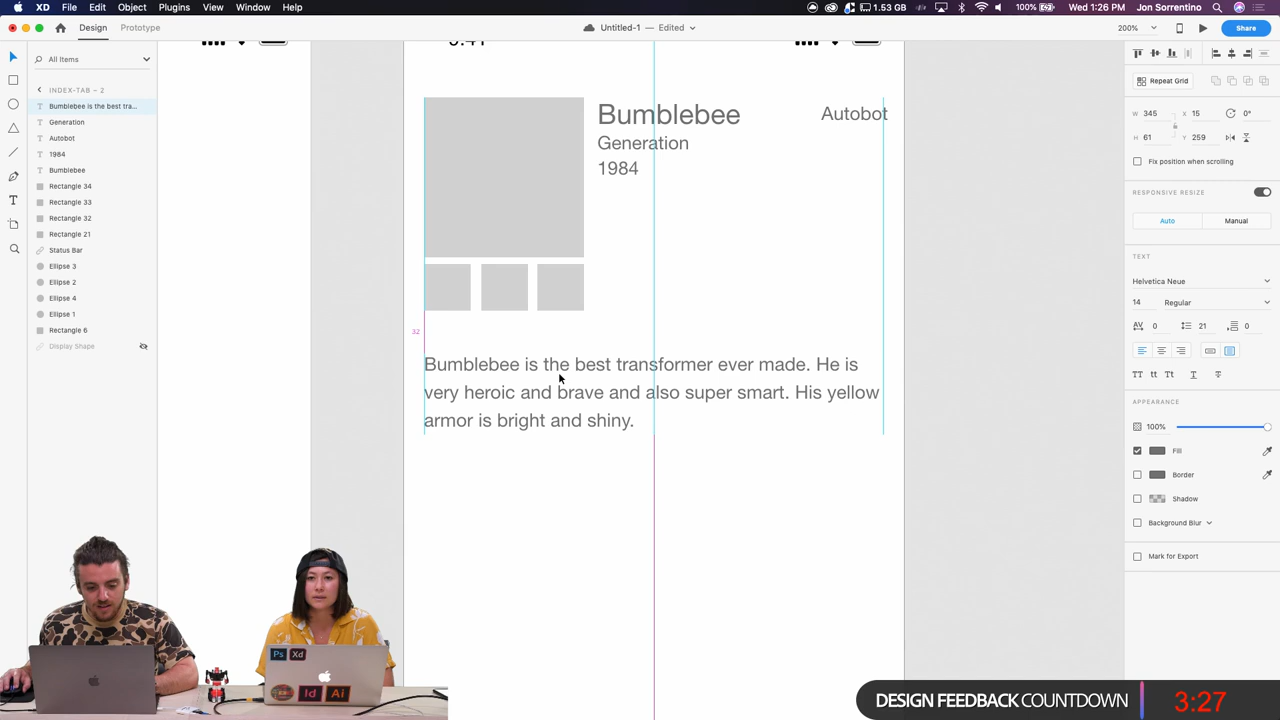 XD File Edit Object Plugins View Window Help
1.53 GB
100%
Wed 1:26 PM
Jon Sorrentino
Design Prototype
Untitled-1 — Edited
200%
Share
All Items
INDEX-TAB – 2
Bumblebee is the best tra...
Generation
Autobot
1984
Bumblebee
Rectangle 34
Rectangle 33
Rectangle 32
Rectangle 21
Status Bar
Ellipse 3
Ellipse 2
Ellipse 4
Ellipse 1
Rectangle 6
Display Shape
Bumblebee
Autobot
Generation
1984
32
Bumblebee is the best transformer ever made. He is
very heroic and brave and also super smart. His yellow
armor is bright and shiny.
Repeat Grid
W 345 X 15 0°
H 61 Y 259
Fix position when scrolling
RESPONSIVE RESIZE
Auto Manual
TEXT
Helvetica Neue
14 Regular
AV 0 21 0
TT tt Tt T T
APPEARANCE
100%
Fill
Border
Shadow
Background Blur
Mark for Export
Ps Xd
Id Ai
DESIGN FEEDBACK COUNTDOWN 3:27